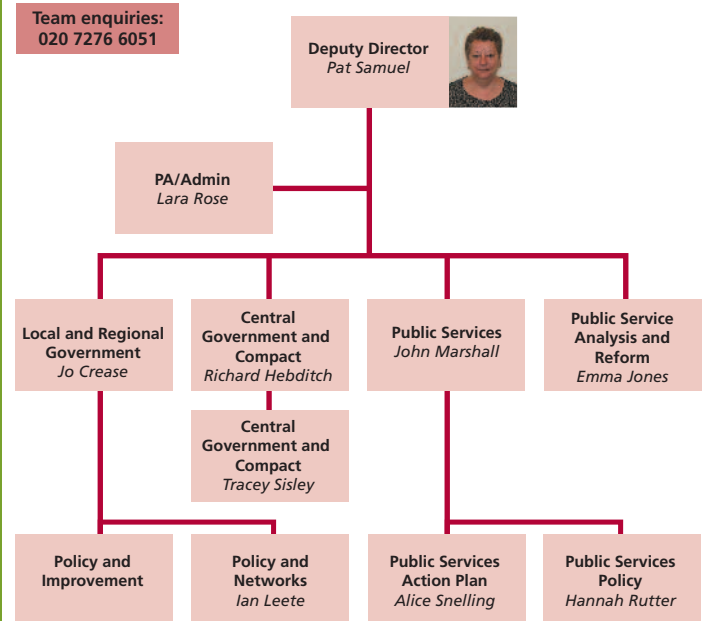 Team enquiries:
020 7276 6051
Deputy Director
Pat Samuel
PA/Admin
Lara Rose
Local and Regional
Government
Jo Crease
Central
Government and
Compact
Richard Hebditch
Public Services
John Marshall
Public Service
Analysis and
Reform
Emma Jones
Central
Government and
Compact
Tracey Sisley
Policy and
Improvement
Policy and
Networks
Ian Leete
Public Services
Action Plan
Alice Snelling
Public Services
Policy
Hannah Rutter